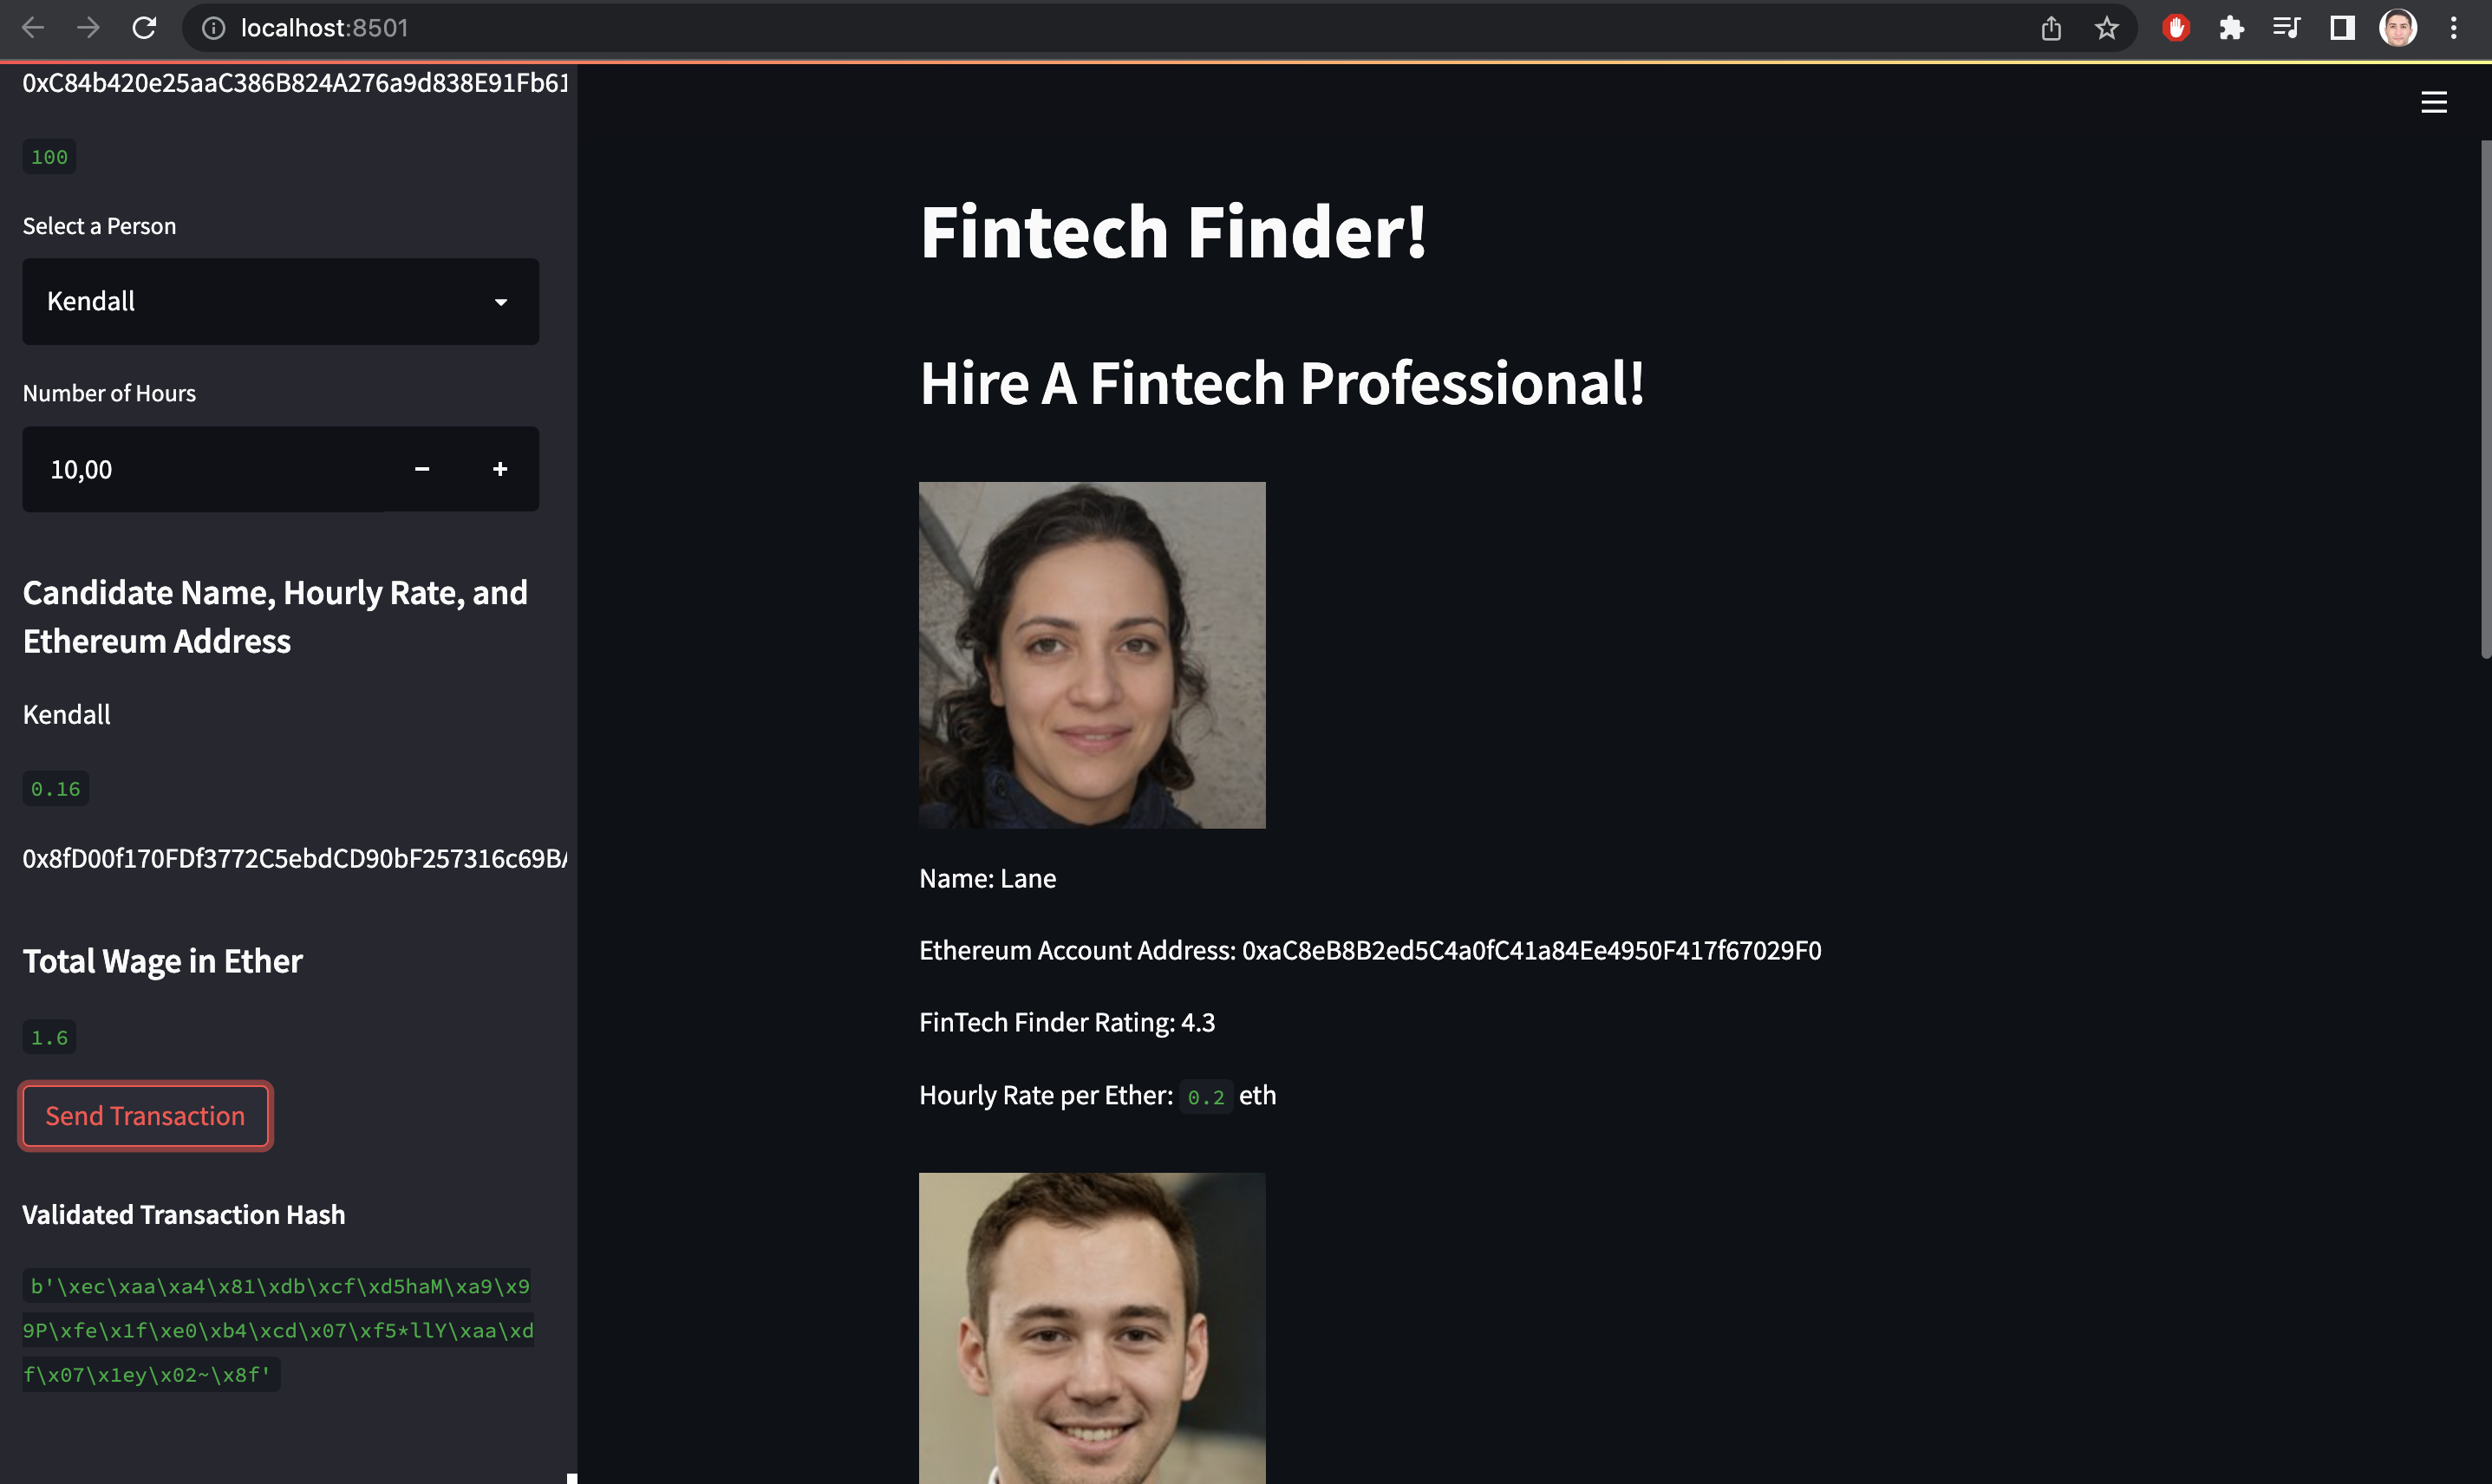 localhost:8501
0xC84b420e25aaC386B824A276a9d838E91Fb61
100
Select a Person
Kendall
Number of Hours
10,00
Candidate Name, Hourly Rate, and
Ethereum Address
Kendall
0.16
0x8fD00f170FDf3772C5ebdCD90bF257316c69BA
Total Wage in Ether
1.6
Send Transaction
Validated Transaction Hash
b'\xec\xaa\xa4\x81\xdb\xcf\xd5haM\xa9\x9
9P\xfe\x1f\xe0\xb4\xcd\x07\xf5*llY\xaa\xd
f\x07\x1ey\x02~\x8f'
Fintech Finder!
Hire A Fintech Professional!
Name: Lane
Ethereum Account Address: 0xaC8eB8B2ed5C4a0fC41a84Ee4950F417f67029F0
FinTech Finder Rating: 4.3
Hourly Rate per Ether: 0.2 eth